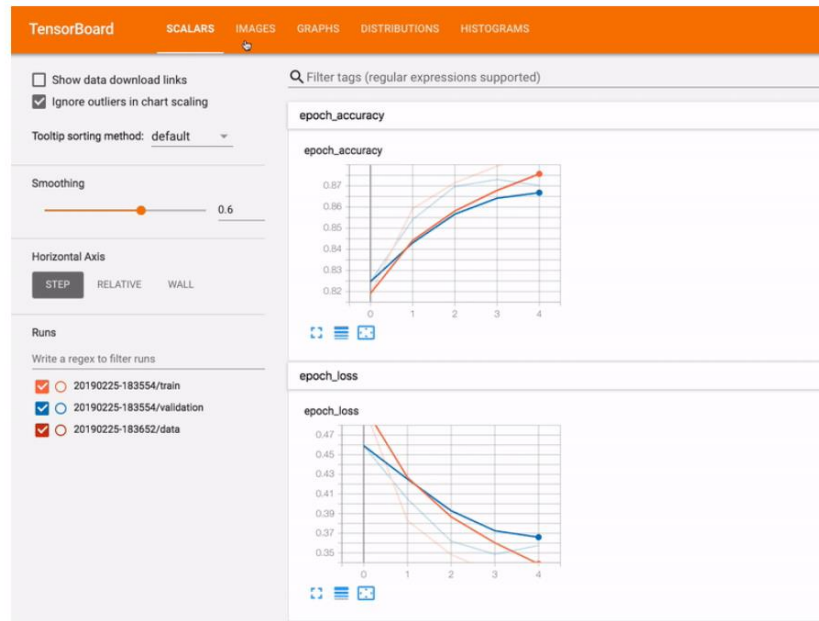 TensorBoard SCALARS IMAGES GRAPHS DISTRIBUTIONS HISTOGRAMS
Show data download links
Ignore outliers in chart scaling
Tooltip sorting method: default
Smoothing
0.6
Horizontal Axis
STEP RELATIVE WALL
Runs
Write a regex to filter runs
20190225-183554/train
20190225-183554/validation
20190225-183652/data
Filter tags (regular expressions supported)
epoch_accuracy
epoch_accuracy
0.87
0.86
0.85
0.84
0.83
0.82
0 1 2 3 4
epoch_loss
epoch_loss
0.47
0.45
0.43
0.41
0.39
0.37
0.35
0 1 2 3 4